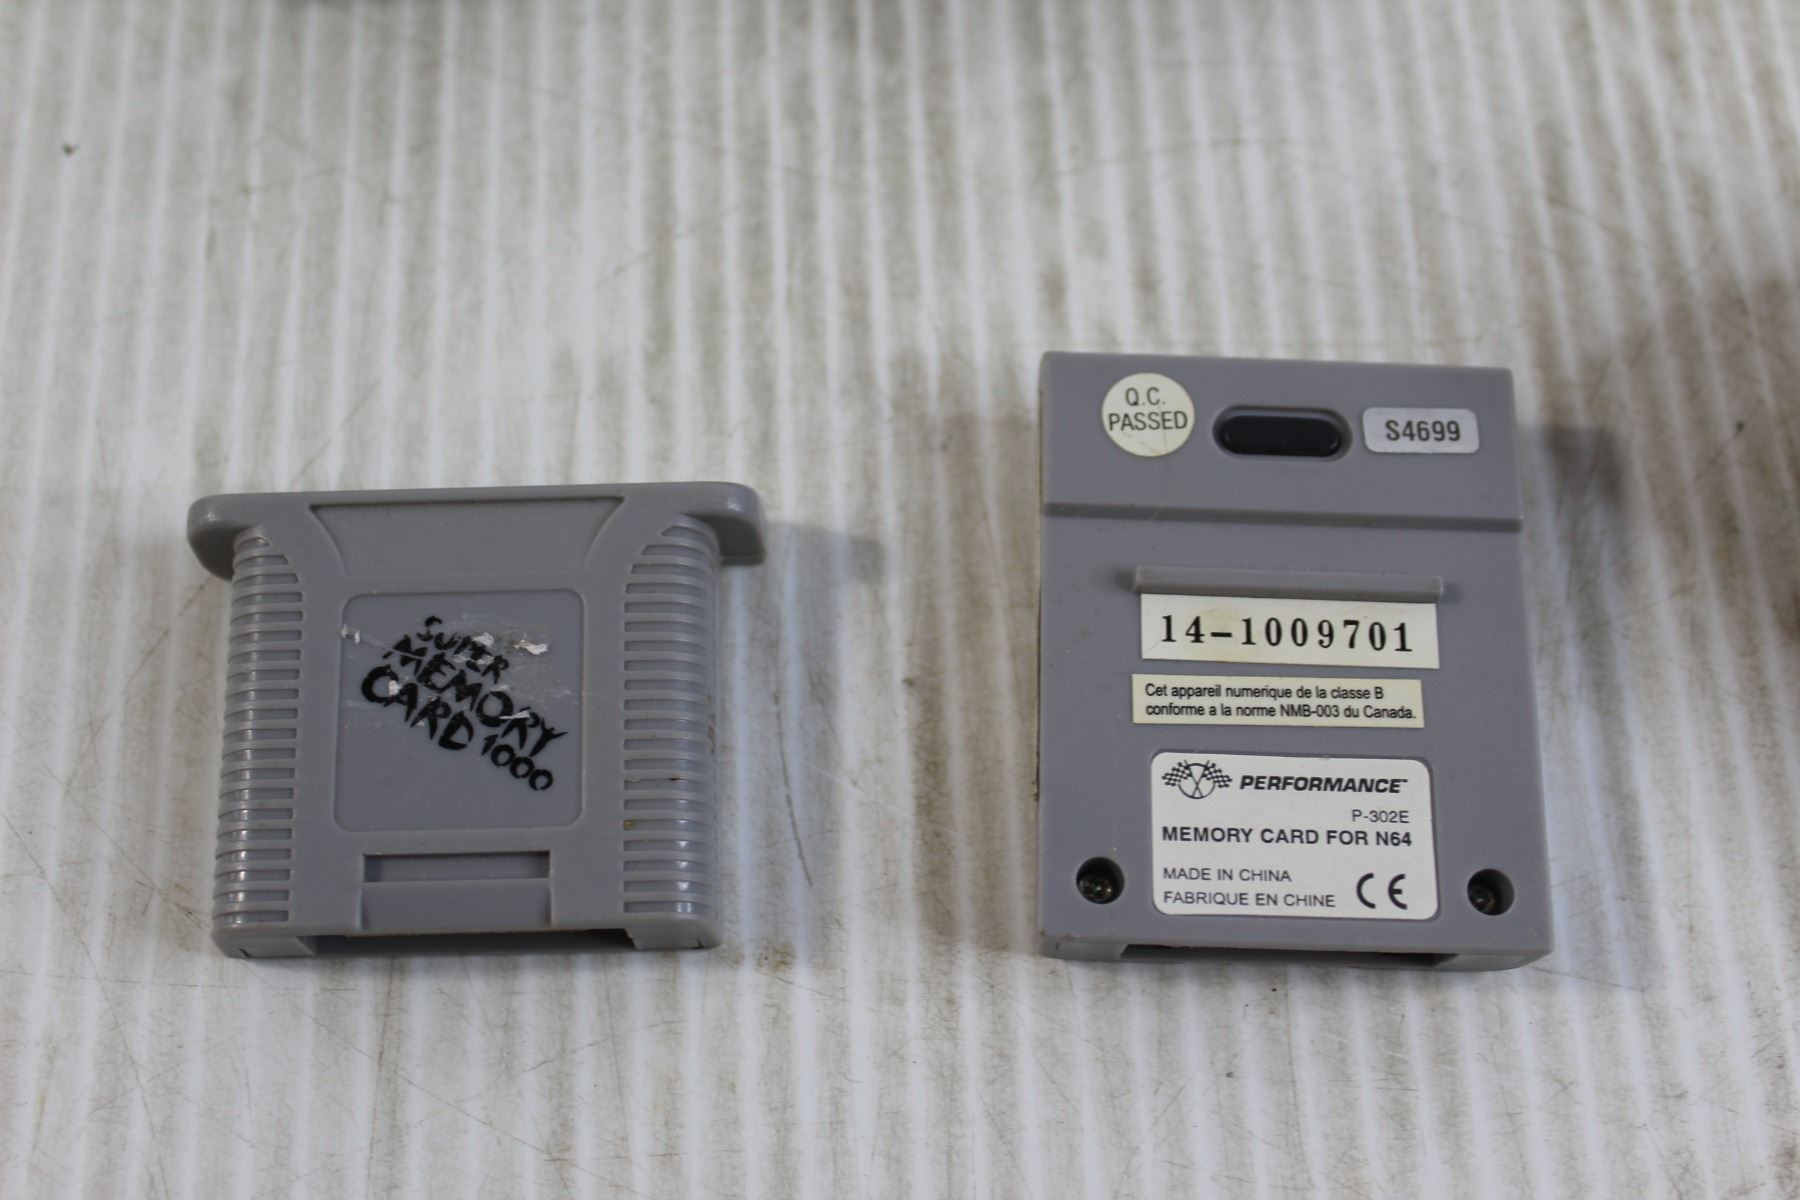 SUPER
MEMORY
CARD 1000
Q.C.
PASSED
S4699
14-1009701
Cet appareil numerique de la classe B
conforme a la norme NMB-003 du Canada.
PERFORMANCE™
P-302E
MEMORY CARD FOR N64
MADE IN CHINA
FABRIQUE EN CHINE CE